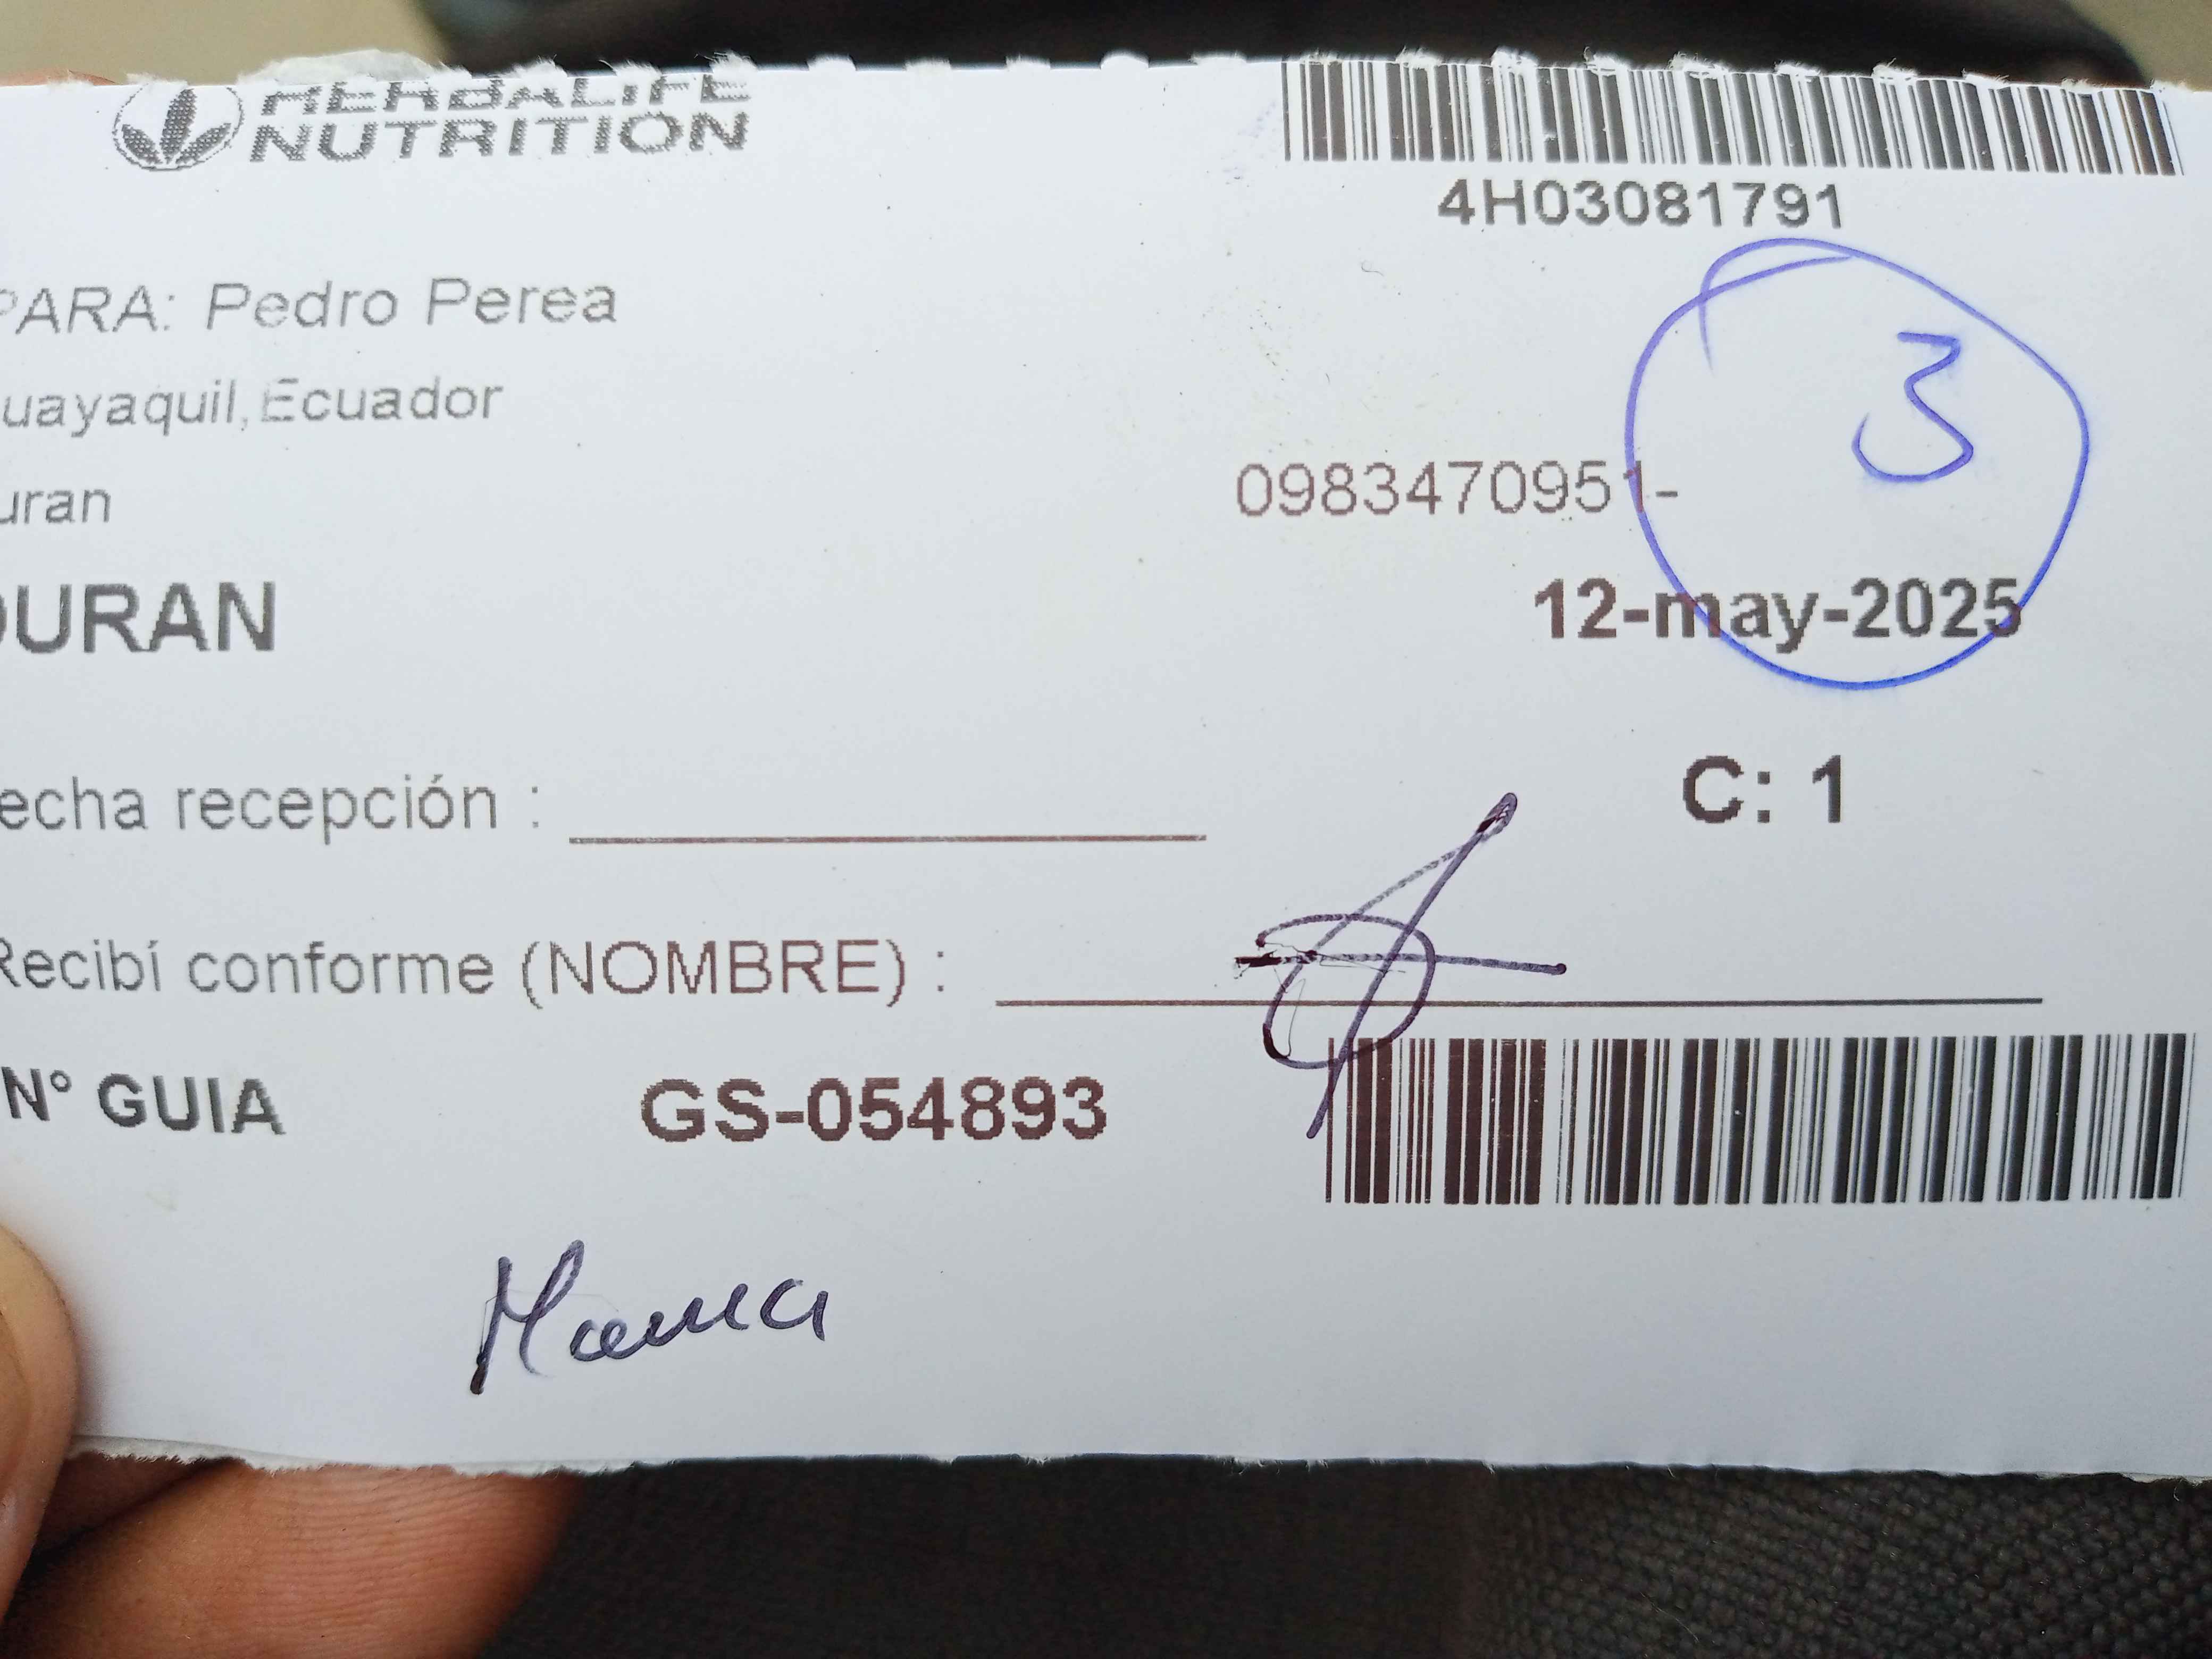 HERBALIFE
NUTRITION
4H03081791
PARA: Pedro Perea
uayaquil,Ecuador
3
uran
0983470951-
DURAN
12-may-2025
echa recepción :
C: 1
Recibí conforme (NOMBRE) :
N° GUIA GS-054893